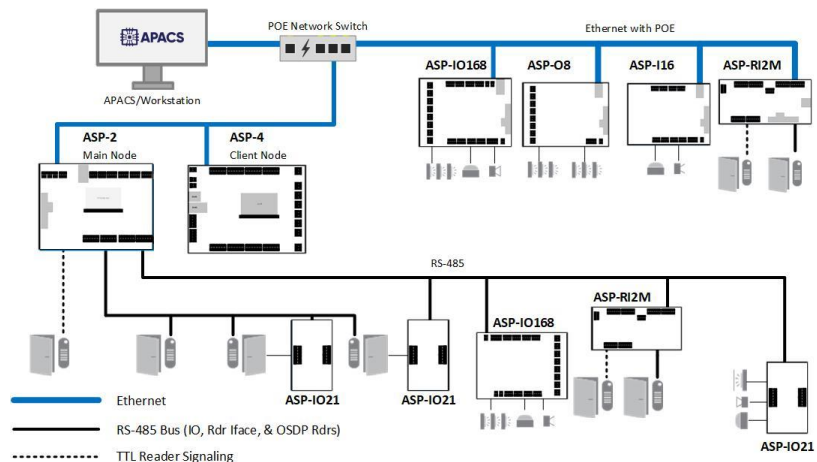 POE Network Switch
Ethernet with POE
APACS
APACS/Workstation
ASP-IO168
ASP-O8
ASP-I16
ASP-RI2M
ASP-2
Main Node
ASP-4
Client Node
RS-485
ASP-RI2M
ASP-IO168
ASP-IO21
ASP-IO21
ASP-IO21
Ethernet
RS-485 Bus (IO, Rdr Iface, & OSDP Rdrs)
TTL Reader Signaling